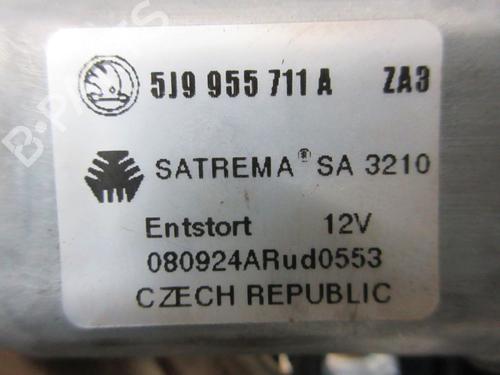 5J9 955 711 A ZA3
SATREMA® SA 3210
Entstort 12V
080924ARud0553
CZECH REPUBLIC